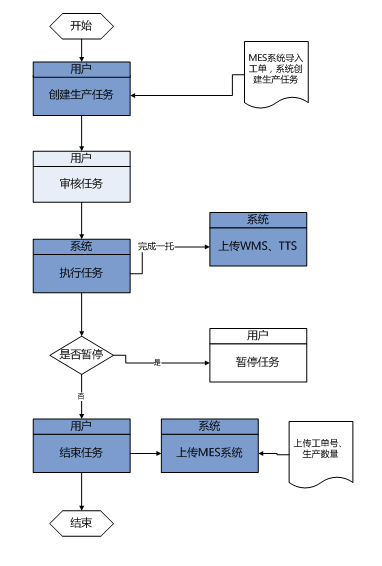 开始
用户
创建生产任务
MES系统导入
工单，系统创
建生产任务
用户
审核任务
系统
执行任务
完成一托
系统
上传WMS、TTS
是否暂停
是
用户
暂停任务
否
用户
结束任务
系统
上传MES系统
上传工单号、
生产数量
结束